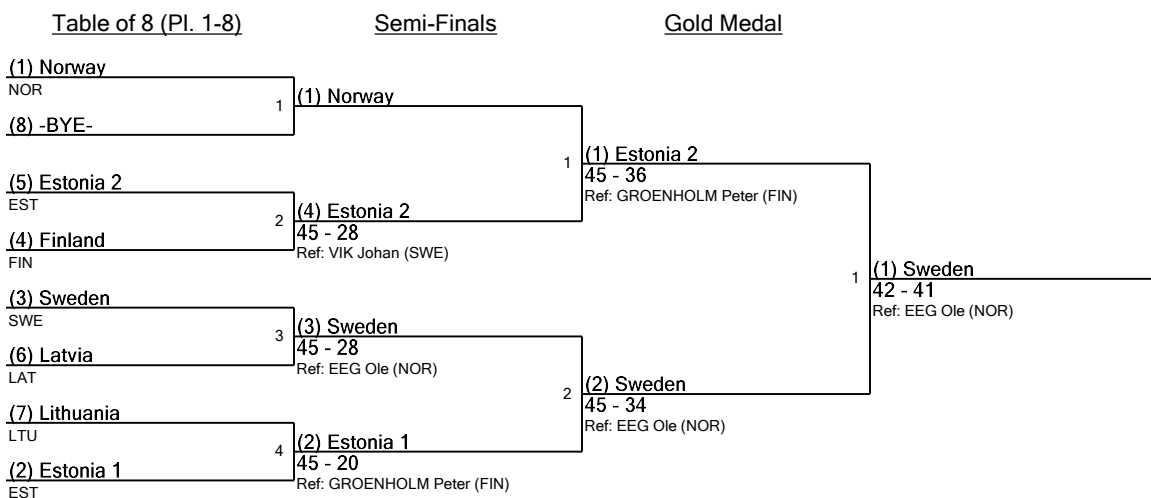 Table of 8 (Pl. 1-8) Semi-Finals Gold Medal
(1) Norway
NOR
1
(1) Norway
(8) -BYE-
1
(1) Estonia 2
45 - 36
Ref: GROENHOLM Peter (FIN)
(5) Estonia 2
EST
2
(4) Estonia 2
45 - 28
Ref: VIK Johan (SWE)
(4) Finland
FIN
1
(1) Sweden
42 - 41
Ref: EEG Ole (NOR)
(3) Sweden
SWE
3
(3) Sweden
45 - 28
Ref: EEG Ole (NOR)
(6) Latvia
LAT
2
(2) Sweden
45 - 34
Ref: EEG Ole (NOR)
(7) Lithuania
LTU
4
(2) Estonia 1
45 - 20
Ref: GROENHOLM Peter (FIN)
(2) Estonia 1
EST